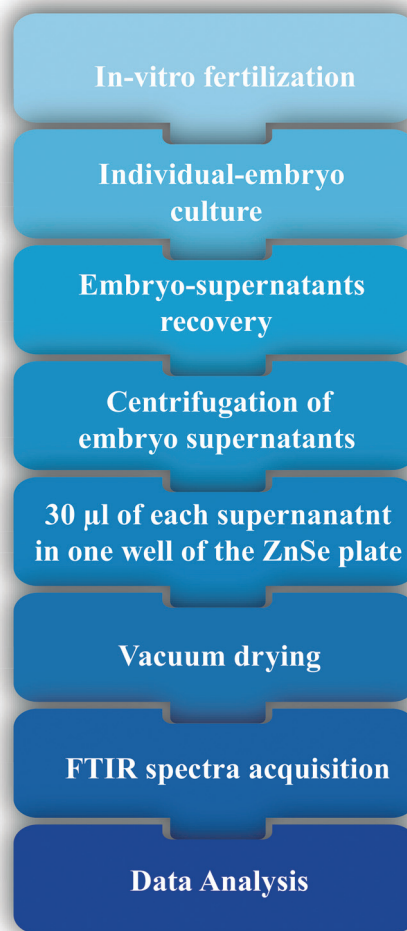 In-vitro fertilization
Individual-embryo
culture
Embryo-supernatants
recovery
Centrifugation of
embryo supernatants
30 µl of each supernanatnt
in one well of the ZnSe plate
Vacuum drying
FTIR spectra acquisition
Data Analysis